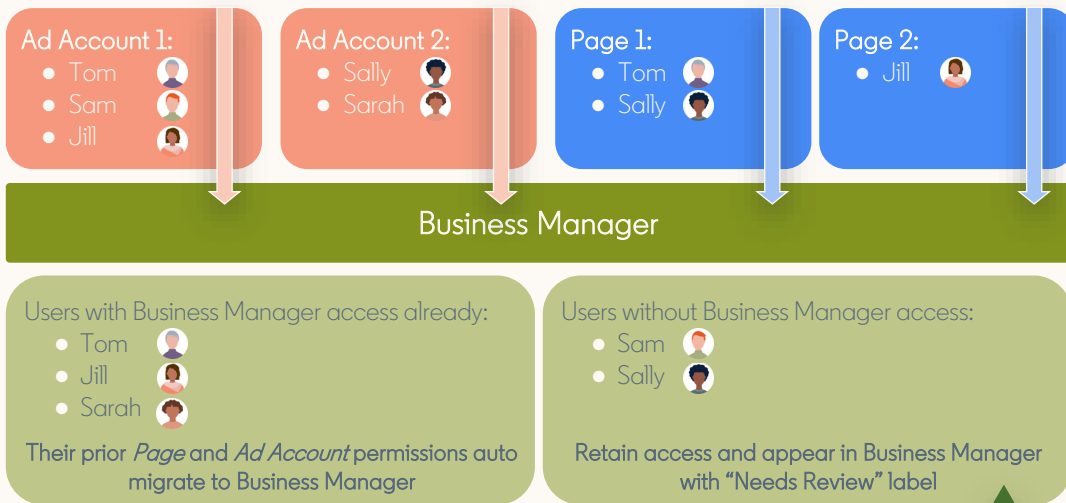 Ad Account 1:
● Tom
● Sam
● Jill
Ad Account 2:
● Sally
● Sarah
Page 1:
● Tom
● Sally
Page 2:
● Jill
Business Manager
Users with Business Manager access already:
● Tom
● Jill
● Sarah
Their prior Page and Ad Account permissions auto
migrate to Business Manager
Users without Business Manager access:
● Sam
● Sally
Retain access and appear in Business Manager
with “Needs Review” label